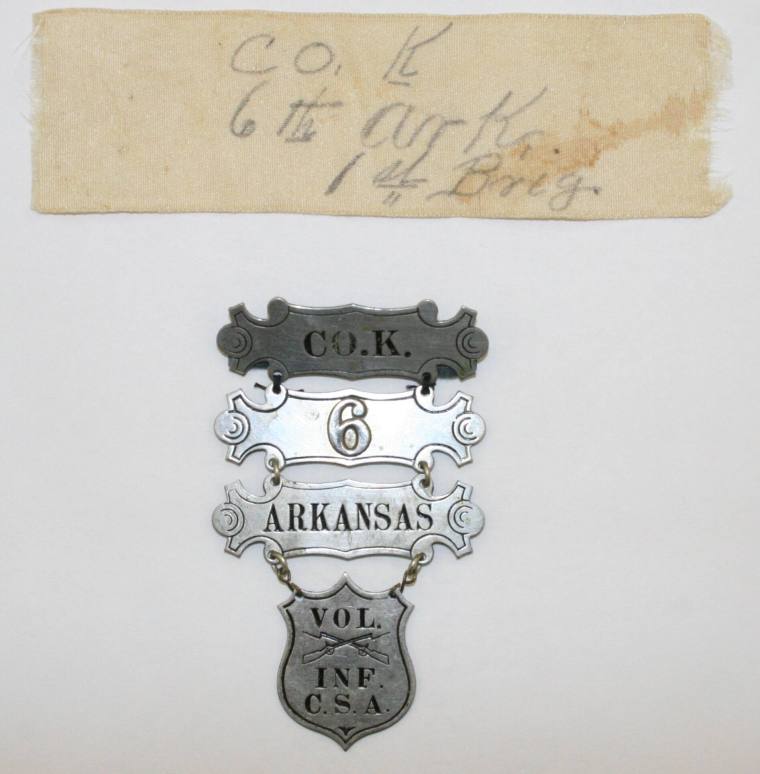 Co. K
6th Ark,
1st Brig.
CO.K.
6
ARKANSAS
VOL.
INF.
C.S.A.